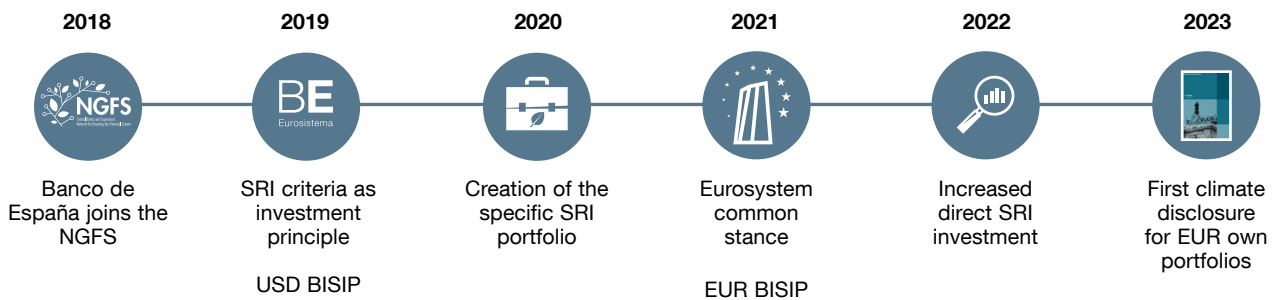 2018
2019
2020
2021
2022
2023
NGFS
BE
Eurosistema
Banco de
España joins the
NGFS
SRI criteria as
investment
principle
USD BISIP
Creation of the
specific SRI
portfolio
Eurosystem
common
stance
EUR BISIP
Increased
direct SRI
investment
First climate
disclosure
for EUR own
portfolios